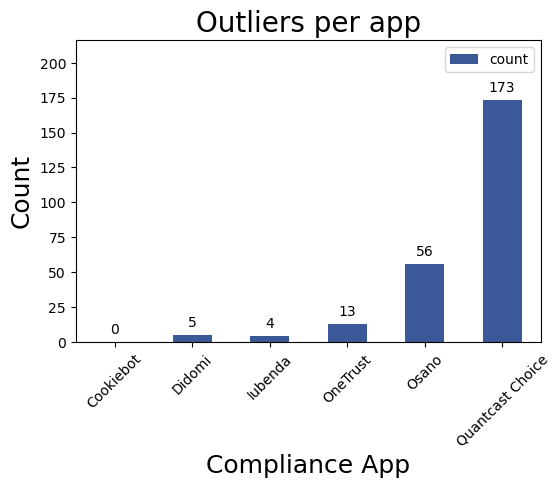 Outliers per app
count
Count
200
175
150
125
100
75
50
25
0
0
5
4
13
56
173
Cookiebot
Didomi
Iubenda
OneTrust
Osano
Quantcast Choice
Compliance App